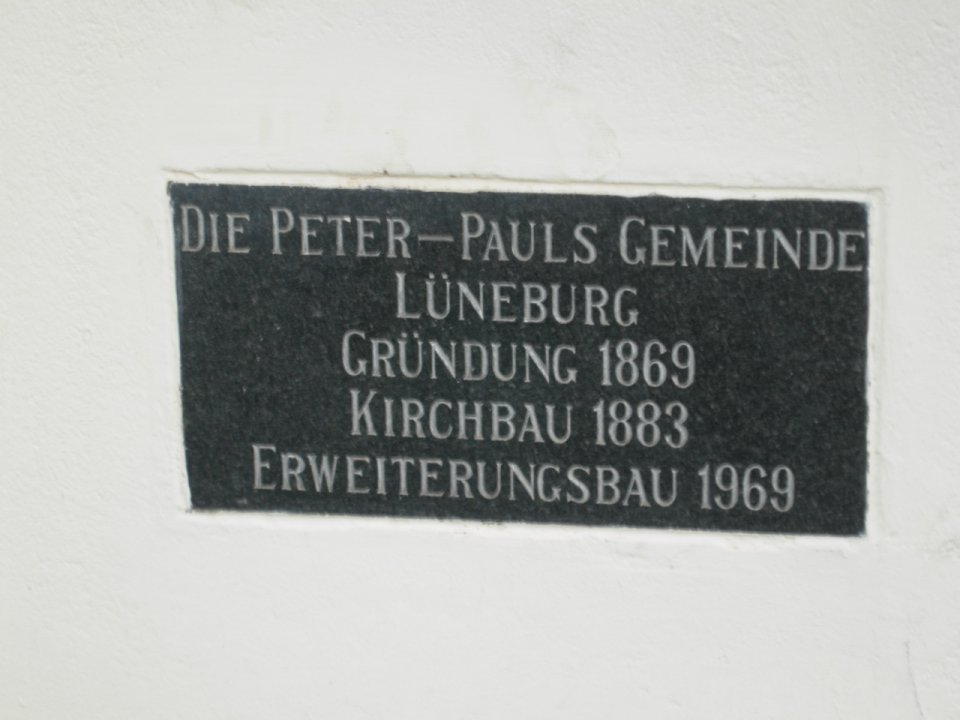 DIE PETER–PAULS GEMEINDE
LÜNEBURG
GRÜNDUNG 1869
KIRCHBAU 1883
ERWEITERUNGSBAU 1969